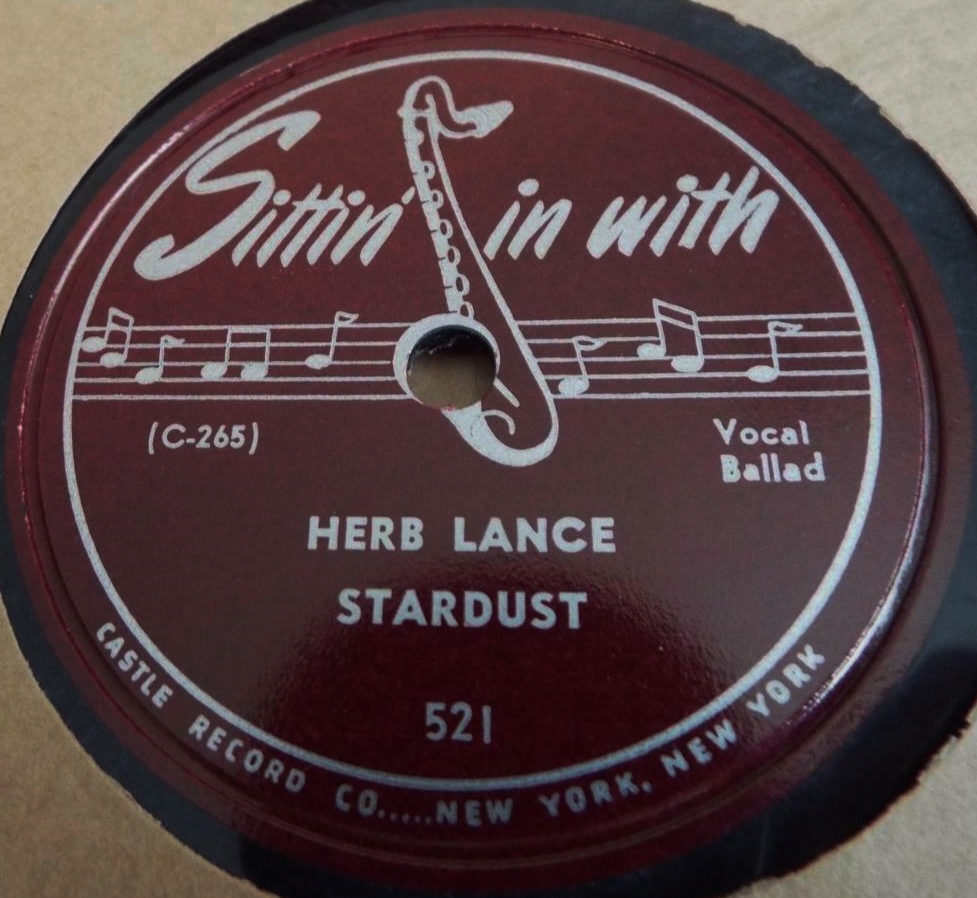 Sittin' in with
(C-265)
Vocal
Ballad
HERB LANCE
STARDUST
521
CASTLE RECORD CO.....NEW YORK, NEW YORK